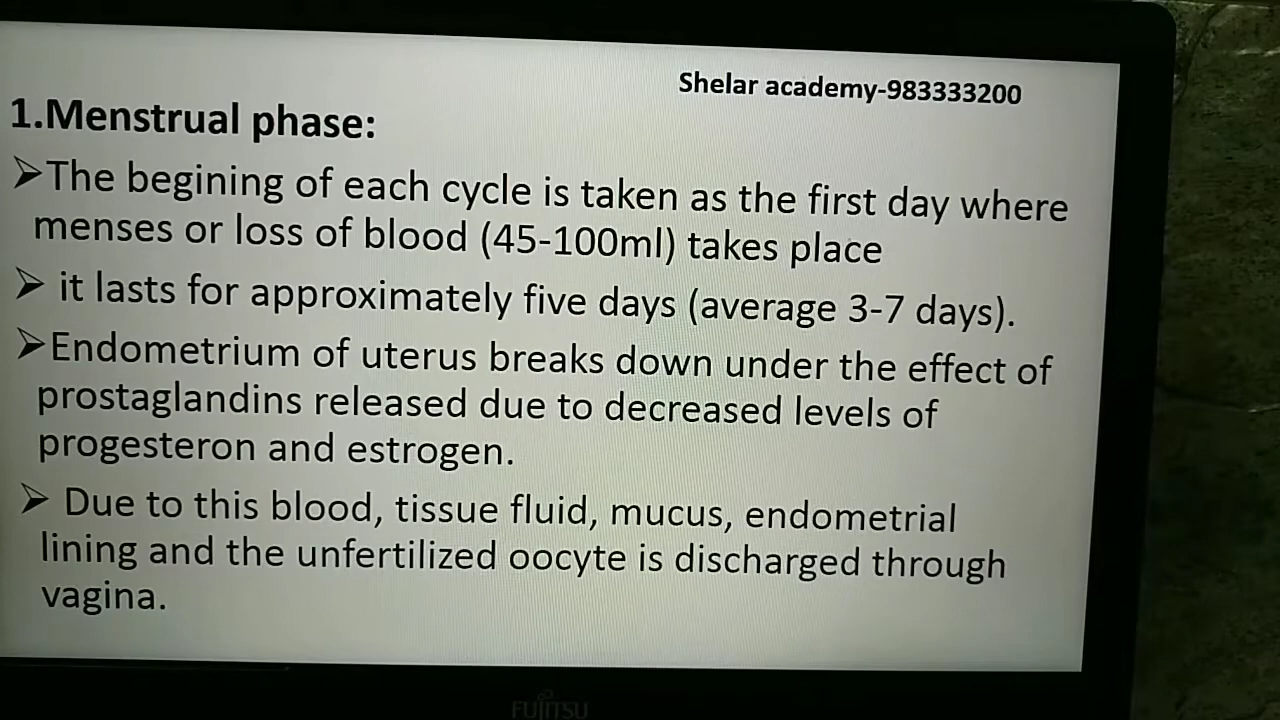 Shelar academy-983333200
1.Menstrual phase:
➢The begining of each cycle is taken as the first day where
menses or loss of blood (45-100ml) takes place
➢ it lasts for approximately five days (average 3-7 days).
➢Endometrium of uterus breaks down under the effect of
prostaglandins released due to decreased levels of
progesteron and estrogen.
➢ Due to this blood, tissue fluid, mucus, endometrial
lining and the unfertilized oocyte is discharged through
vagina.
FUJITSU